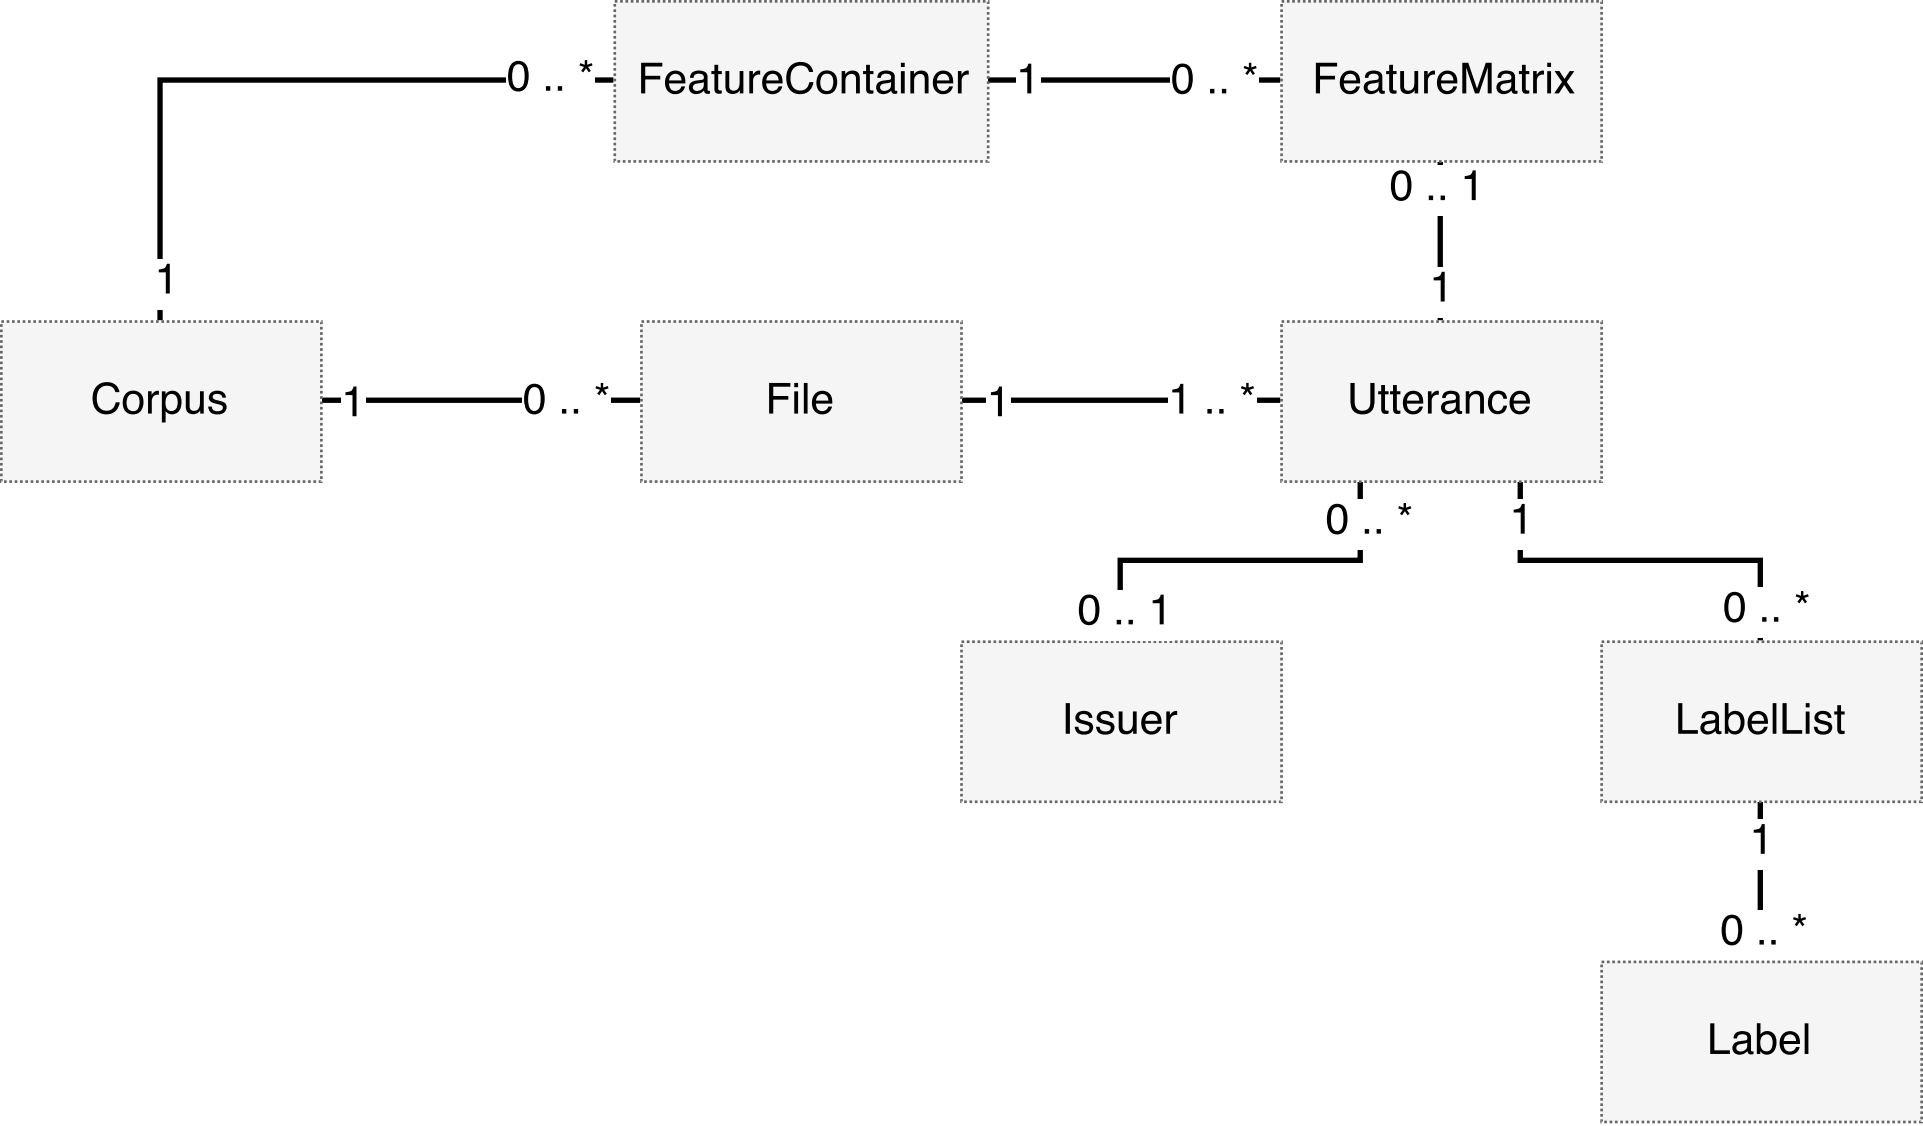 0 .. * FeatureContainer 1 0 .. * FeatureMatrix
0 .. 1
1 1
Corpus 1 0 .. * File 1 1 .. * Utterance
0 .. * 1
0 .. 1 0 .. *
Issuer LabelList
1
0 .. *
Label